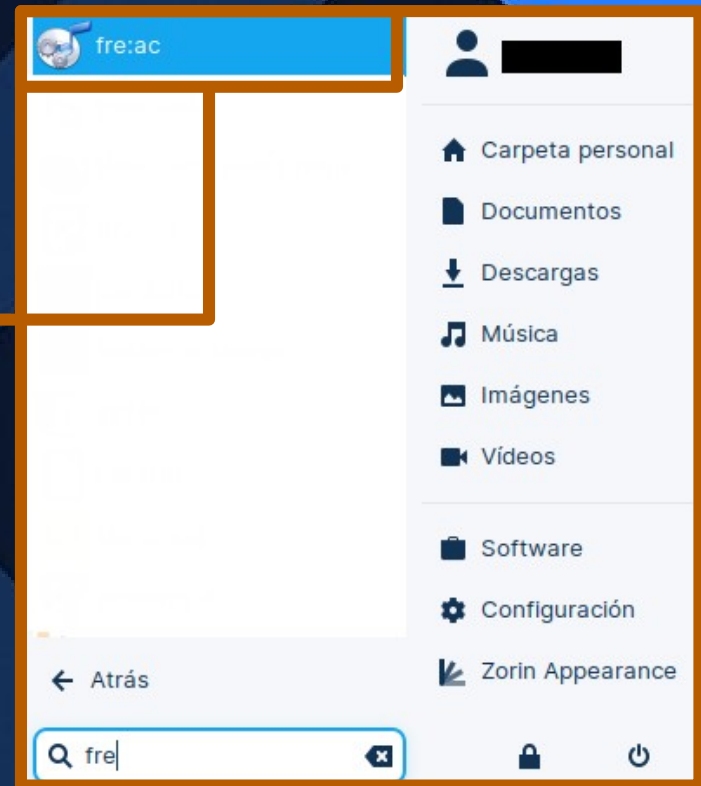 fre:ac
Carpeta personal
Documentos
Descargas
Música
Imágenes
Vídeos
Software
Configuración
Zorin Appearance
Atrás
fre